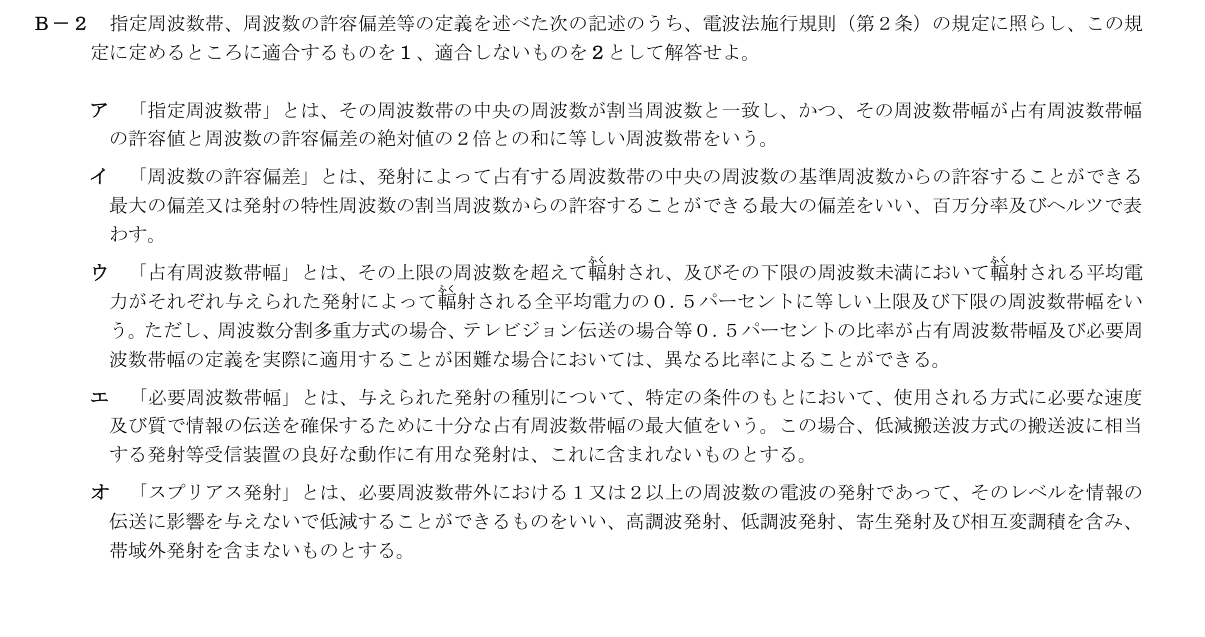 Ｂ－２　指定周波数帯、周波数の許容偏差等の定義を述べた次の記述のうち、電波法施行規則（第２条）の規定に照らし、この規
定に定めるところに適合するものを１、適合しないものを２として解答せよ。
ア　「指定周波数帯」とは、その周波数帯の中央の周波数が割当周波数と一致し、かつ、その周波数帯幅が占有周波数帯幅
の許容値と周波数の許容偏差の絶対値の２倍との和に等しい周波数帯をいう。
イ　「周波数の許容偏差」とは、発射によって占有する周波数帯の中央の周波数の基準周波数からの許容することができる
最大の偏差又は発射の特性周波数の割当周波数からの許容することができる最大の偏差をいい、百万分率及びヘルツで表
わす。
ウ　「占有周波数帯幅」とは、その上限の周波数を超えて輻射され、及びその下限の周波数未満において輻射される平均電
力がそれぞれ与えられた発射によって輻射される全平均電力の０．５パーセントに等しい上限及び下限の周波数帯幅をい
う。ただし、周波数分割多重方式の場合、テレビジョン伝送の場合等０．５パーセントの比率が占有周波数帯幅及び必要周
波数帯幅の定義を実際に適用することが困難な場合においては、異なる比率によることができる。
エ　「必要周波数帯幅」とは、与えられた発射の種別について、特定の条件のもとにおいて、使用される方式に必要な速度
及び質で情報の伝送を確保するために十分な占有周波数帯幅の最大値をいう。この場合、低減搬送波方式の搬送波に相当
する発射等受信装置の良好な動作に有用な発射は、これに含まれないものとする。
オ　「スプリアス発射」とは、必要周波数帯外における１又は２以上の周波数の電波の発射であって、そのレベルを情報の
伝送に影響を与えないで低減することができるものをいい、高調波発射、低調波発射、寄生発射及び相互変調積を含み、
帯域外発射を含まないものとする。